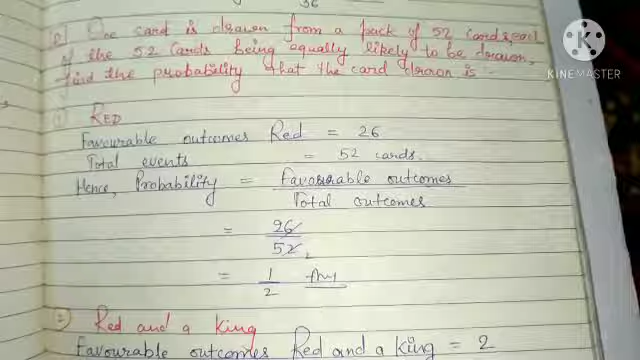 36
Q) One card is drawn from a pack of 52 cards, each
of the 52 cards being equally likely to be drawn,
find the probability that the card drawn is
KINEMASTER
RED
Favourable outcomes Red = 26
Total events = 52 cards.
Hence, Probability = Favourable outcomes
Total outcomes
= 26
52 2
= 1
2 Ans
2) Red and a King
Favourable outcomes Red and a King = 2